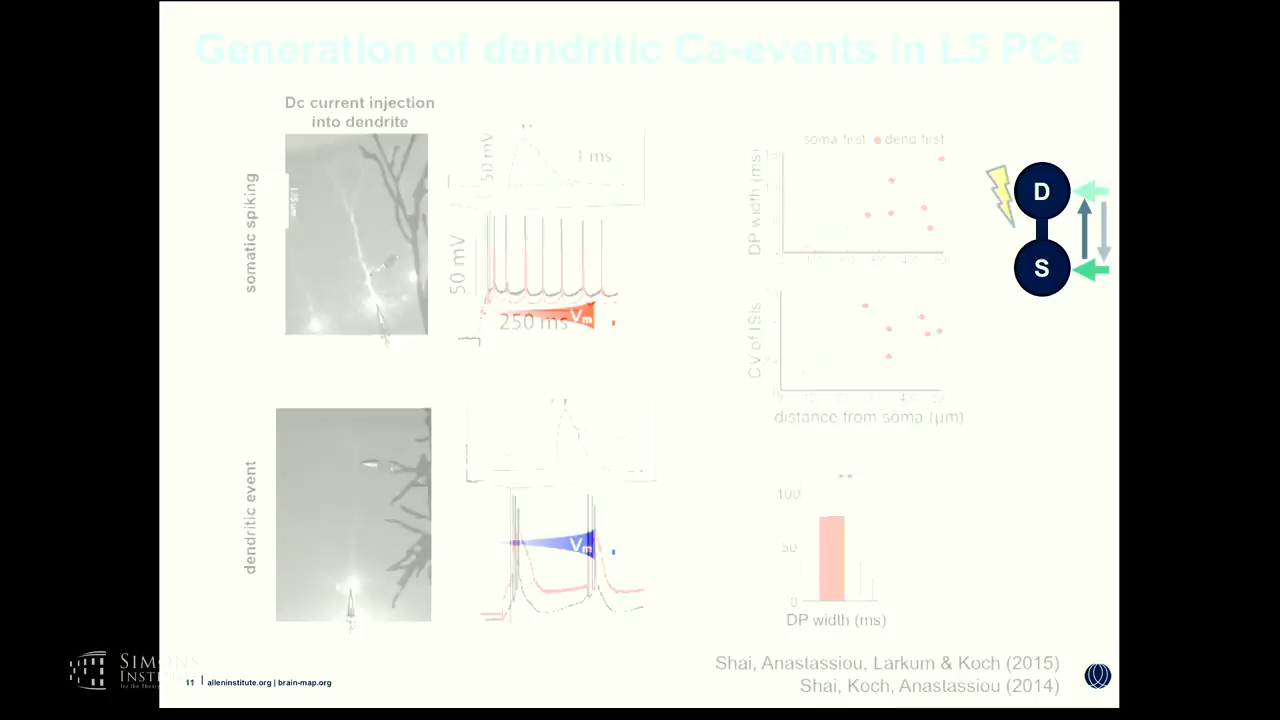 Generation of dendritic Ca-events in L5 PCs
Dc current injection
into dendrite
somatic spiking
50 mV
1 ms
50 mV
250 ms
Vm
soma first
dend first
DP width (ms)
CV of ISIs
distance from soma (μm)
D
S
dendritic event
Vm
**
100
50
0
DP width (ms)
Shai, Anastassiou, Larkum & Koch (2015)
Shai, Koch, Anastassiou (2014)
SIMONS
INSTITUTE
11 | alleninstitute.org | brain-map.org